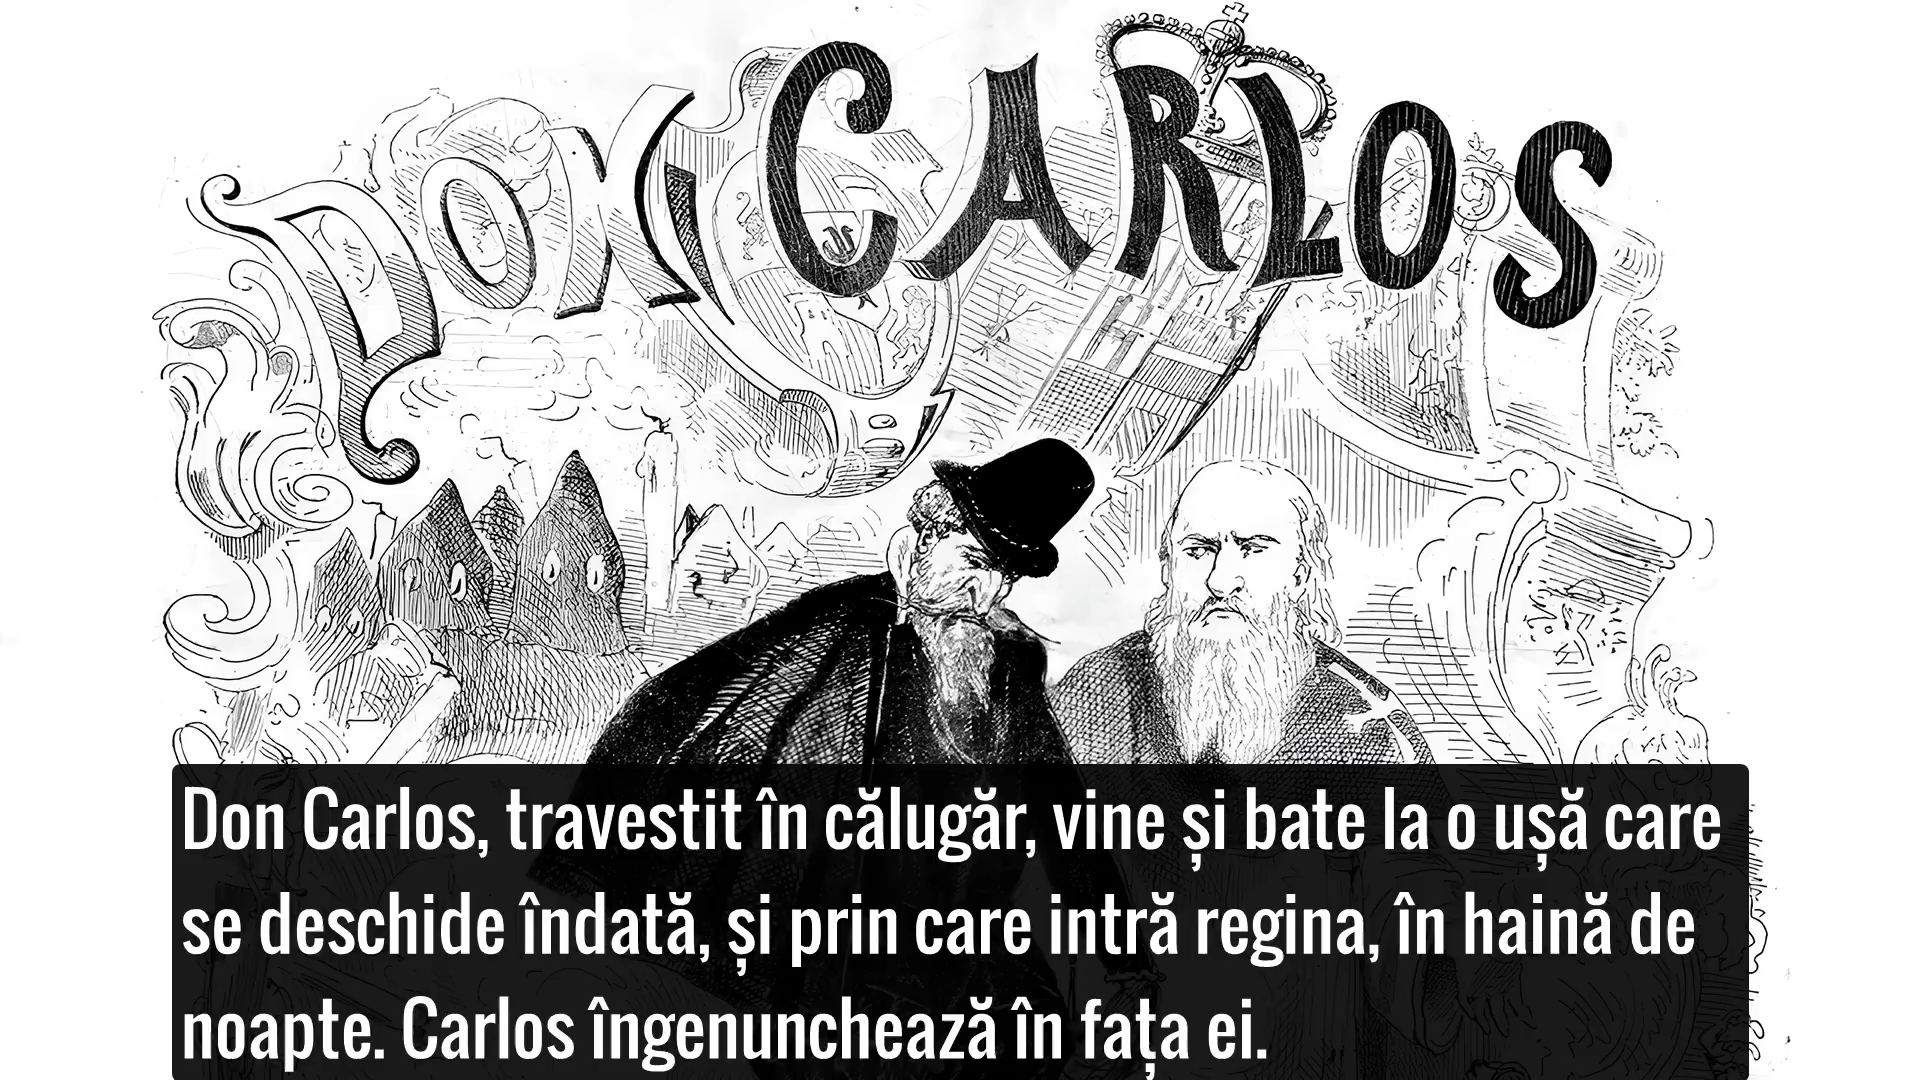 DON CARLOS
Don Carlos, travestit în călugăr, vine și bate la o ușă care
se deschide îndată, și prin care intră regina, în haină de
noapte. Carlos îngenunchează în fața ei.